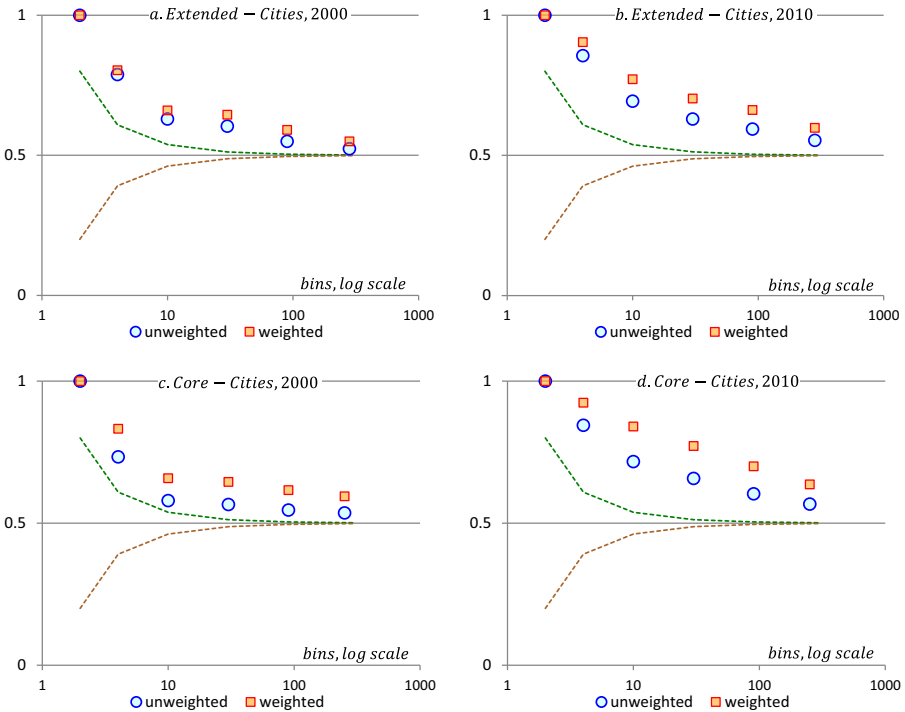 a. Extended − Cities, 2000
1
0.5
0
bins, log scale
1 10 100 1000
unweighted weighted
b. Extended − Cities, 2010
1
0.5
0
bins, log scale
1 10 100 1000
unweighted weighted
c. Core − Cities, 2000
1
0.5
0
bins, log scale
1 10 100 1000
unweighted weighted
d. Core − Cities, 2010
1
0.5
0
bins, log scale
1 10 100 1000
unweighted weighted